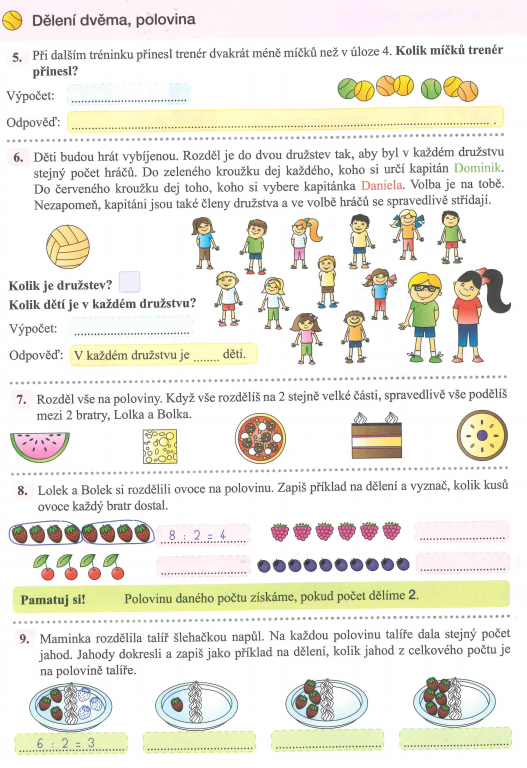 Dělení dvěma, polovina
5. Při dalším tréninku přinesl trenér dvakrát méně míčků než v úloze 4. Kolik míčků trenér
přinesl?
Výpočet:
Odpověď: .
6. Děti budou hrát vybíjenou. Rozděl je do dvou družstev tak, aby byl v každém družstvu
stejný počet hráčů. Do zeleného kroužku dej každého, koho si určí kapitán Dominik.
Do červeného kroužku dej toho, koho si vybere kapitánka Daniela. Volba je na tobě.
Nezapomeň, kapitáni jsou také členy družstva a ve volbě hráčů se spravedlivě střídají.
Kolik je družstev?
Kolik dětí je v každém družstvu?
Výpočet:
Odpověď: V každém družstvu je ....... dětí.
7. Rozděl vše na poloviny. Když vše rozdělíš na 2 stejně velké části, spravedlivě vše podělíš
mezi 2 bratry, Lolka a Bolka.
8. Lolek a Bolek si rozdělili ovoce na polovinu. Zapiš příklad na dělení a vyznač, kolik kusů
ovoce každý bratr dostal.
8 : 2 = 4
Pamatuj si! Polovinu daného počtu získáme, pokud počet dělíme 2.
9. Maminka rozdělila talíř šlehačkou napůl. Na každou polovinu talíře dala stejný počet
jahod. Jahody dokresli a zapiš jako příklad na dělení, kolik jahod z celkového počtu je
na polovině talíře.
6 : 2 = 3